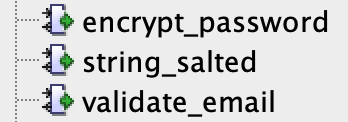 encrypt_password
string_salted
validate_email